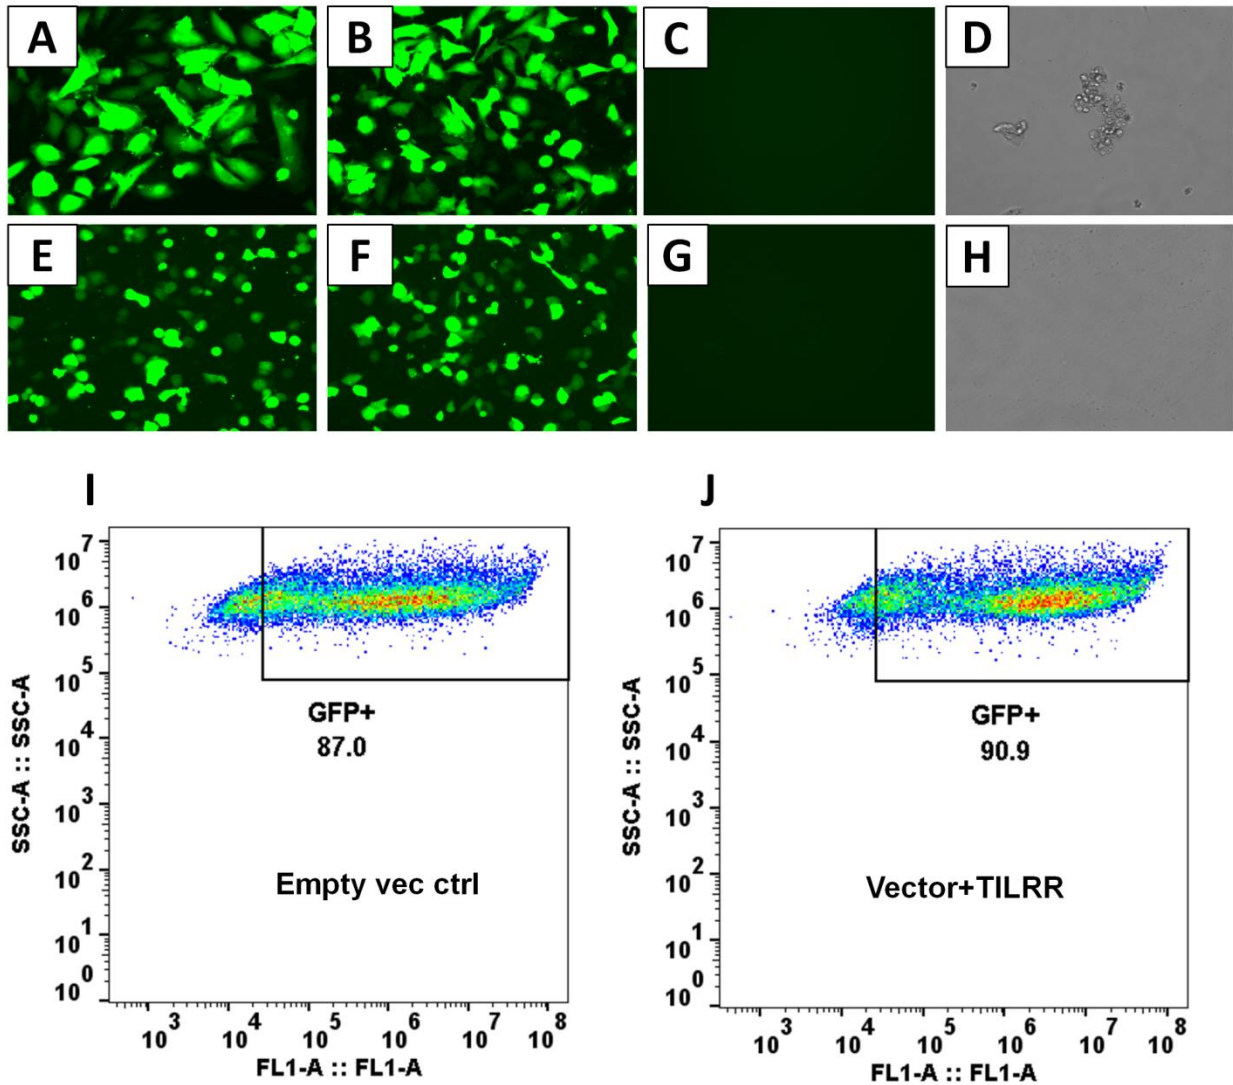 A
B
C
D
E
F
G
H
I
J
10^7
10^6
10^5
10^4
10^3
10^2
10^1
10^0
10
SSC-A :: SSC-A
GFP+
87.0
Empty vec ctrl
10^3
10^4
10^5
10^6
10^7
10^8
FL1-A :: FL1-A
10^7
10^6
10^5
10^4
10^3
10^2
10^1
10^0
10
SSC-A :: SSC-A
GFP+
90.9
Vector+TILRR
10^3
10^4
10^5
10^6
10^7
10^8
FL1-A :: FL1-A